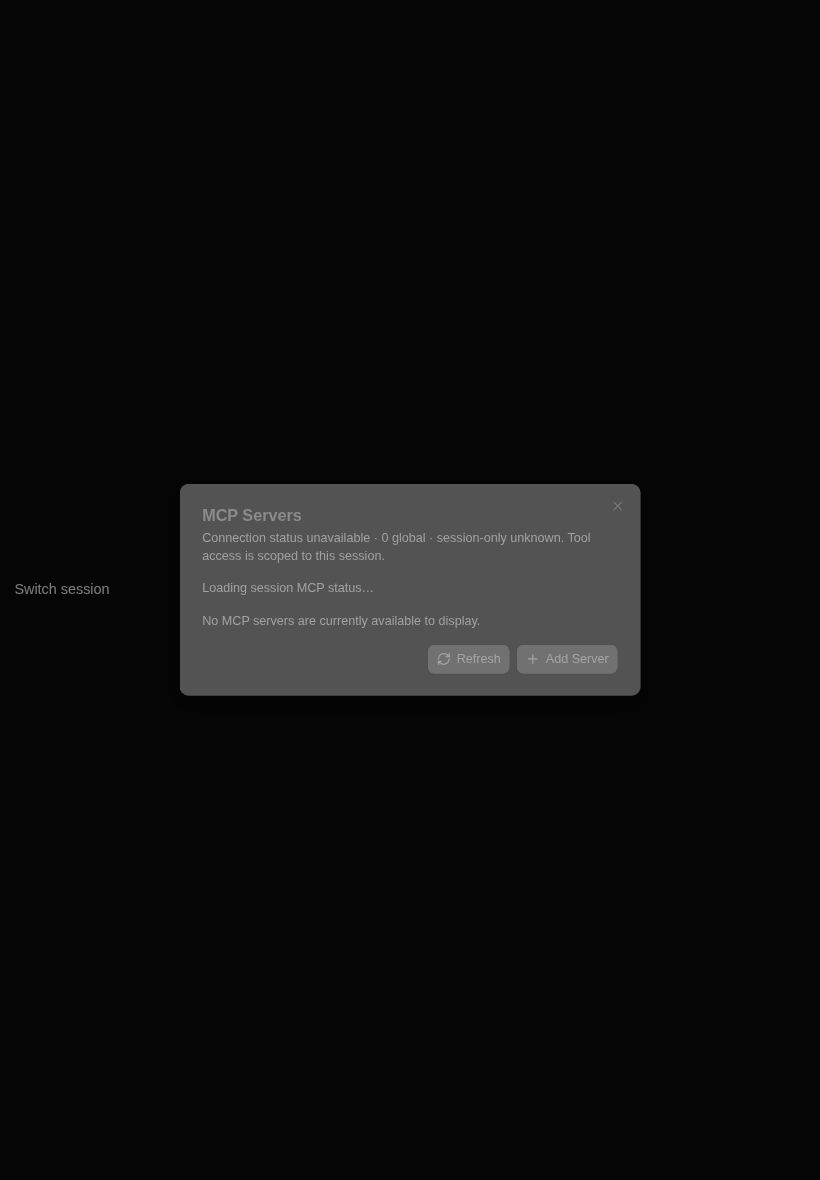 MCP Servers
Connection status unavailable · 0 global · session-only unknown. Tool
access is scoped to this session.
Switch session
Loading session MCP status…
No MCP servers are currently available to display.
Refresh
Add Server